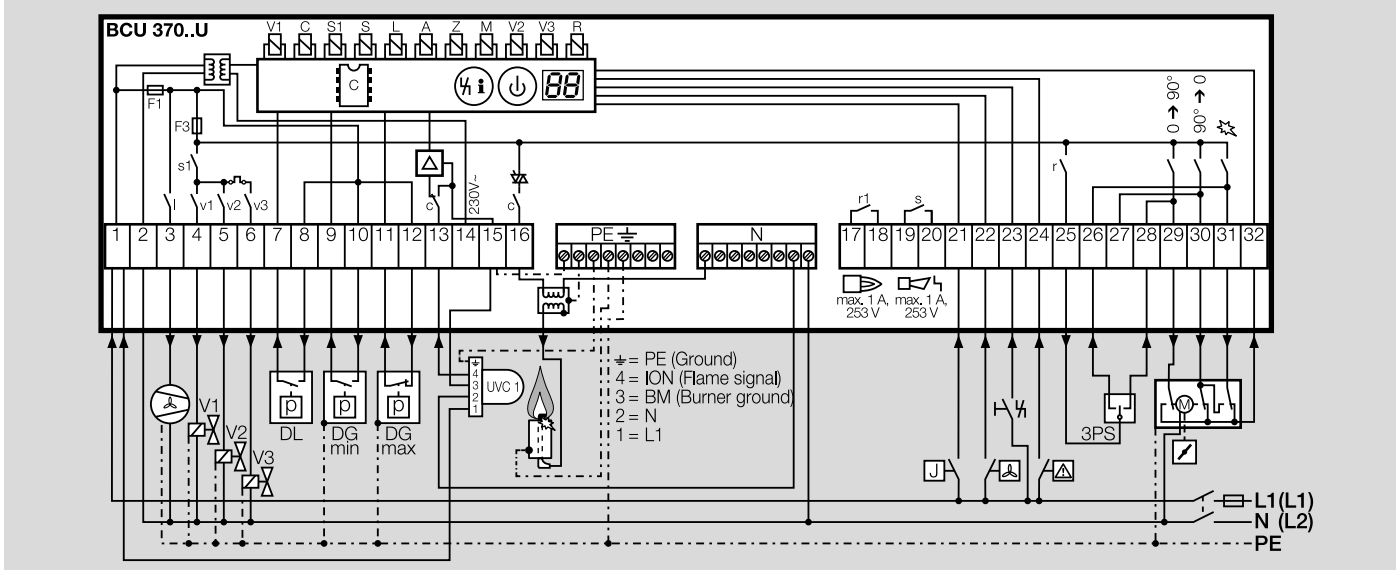 BCU 370..U
V1 C S1 S L A Z M V2 V3 R
C
i
88
F1
F3
s1
l v1 v2 v3
c
230V~
c
r
0 → 90°
90° → 0
r1 s
1 2 3 4 5 6 7 8 9 10 11 12 13 14 15 16
PE
N
17 18 19 20 21 22 23 24 25 26 27 28 29 30 31 32
max. 1 A,
253 V
max. 1 A,
253 V
p p p
DL
DG
min
DG
max
V1
V2
V3
4
3
2
1
UVC 1
= PE (Ground)
4 = ION (Flame signal)
3 = BM (Burner ground)
2 = N
1 = L1
3PS
M
J
L1(L1)
N (L2)
PE